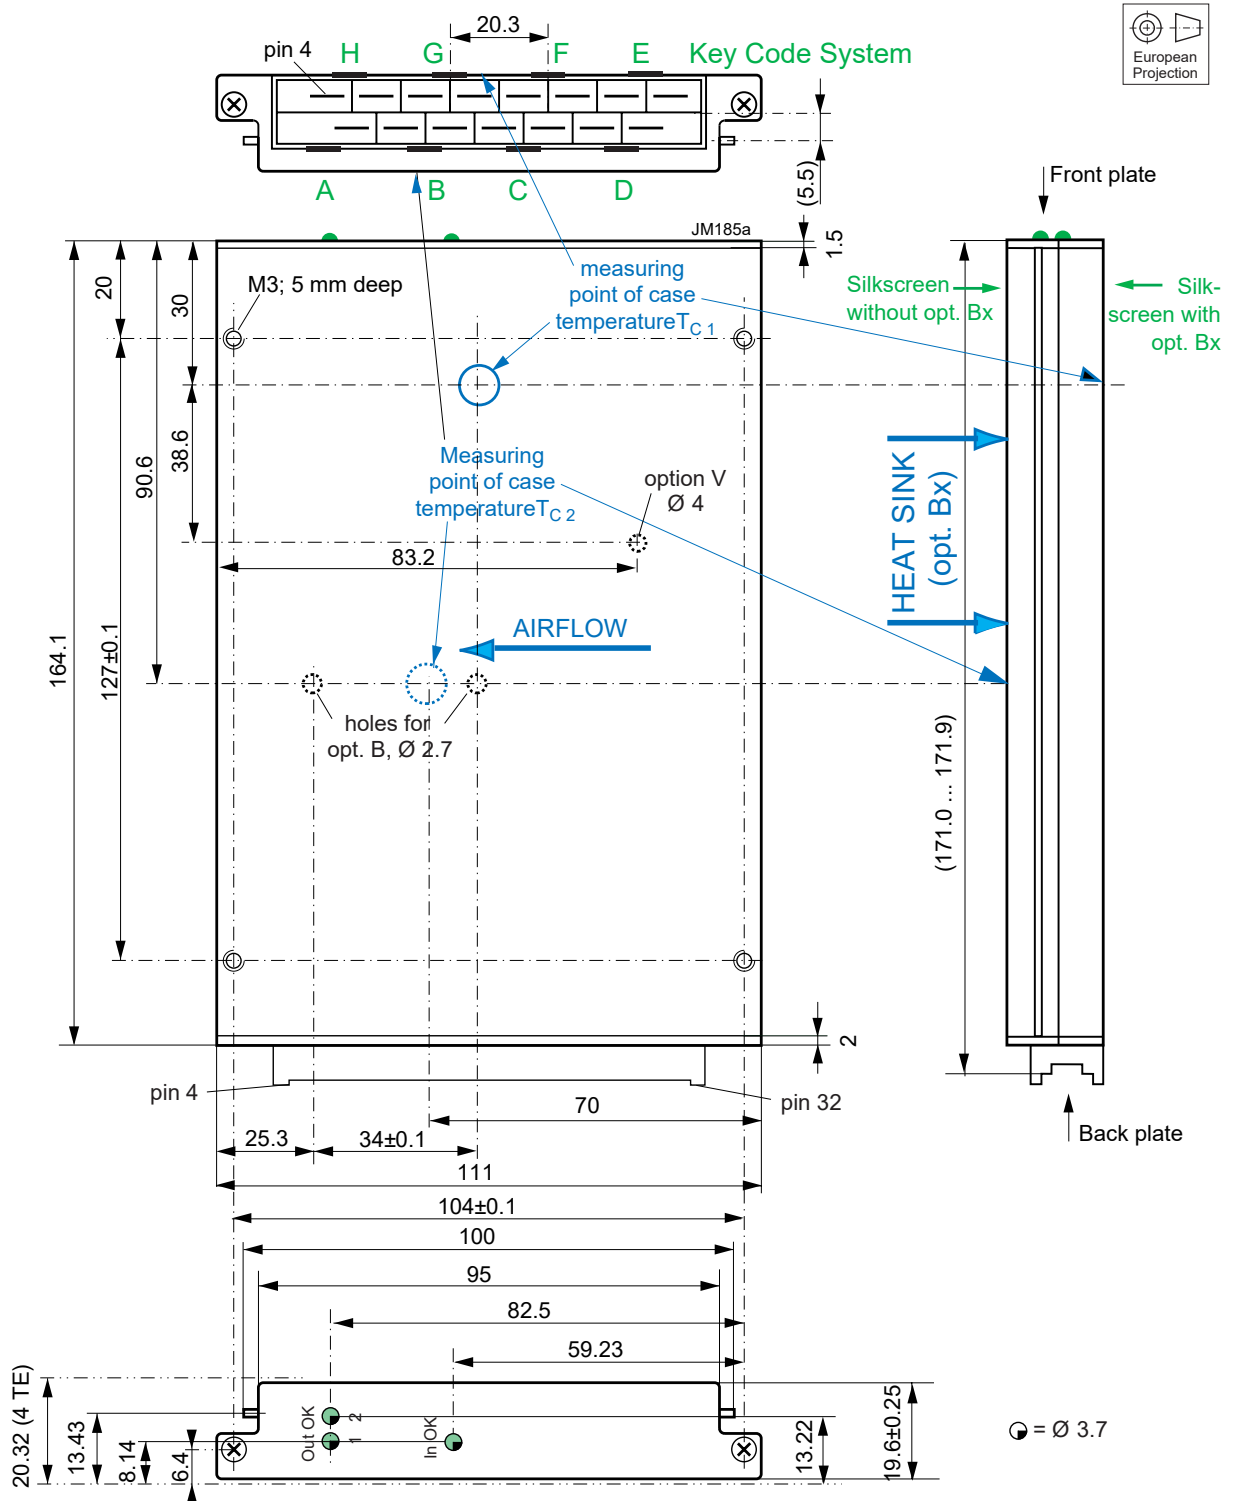 20.3
pin 4
H
G
F
E
Key Code System
European
Projection
A
B
C
D
(5.5)
Front plate
JM185a
1.5
20
30
M3; 5 mm deep
measuring
point of case
temperatureTC 1
Silkscreen
without opt. Bx
Silk-
screen with
opt. Bx
38.6
90.6
Measuring
point of case
temperatureTC 2
option V
Ø 4
HEAT SINK
(opt. Bx)
83.2
AIRFLOW
164.1
127±0.1
holes for
opt. B, Ø 2.7
(171.0 ... 171.9)
2
pin 4
pin 32
70
25.3
34±0.1
Back plate
111
104±0.1
100
95
82.5
59.23
20.32 (4 TE)
13.43
8.14
6.4
Out OK
2
1
In OK
13.22
19.6±0.25
= Ø 3.7